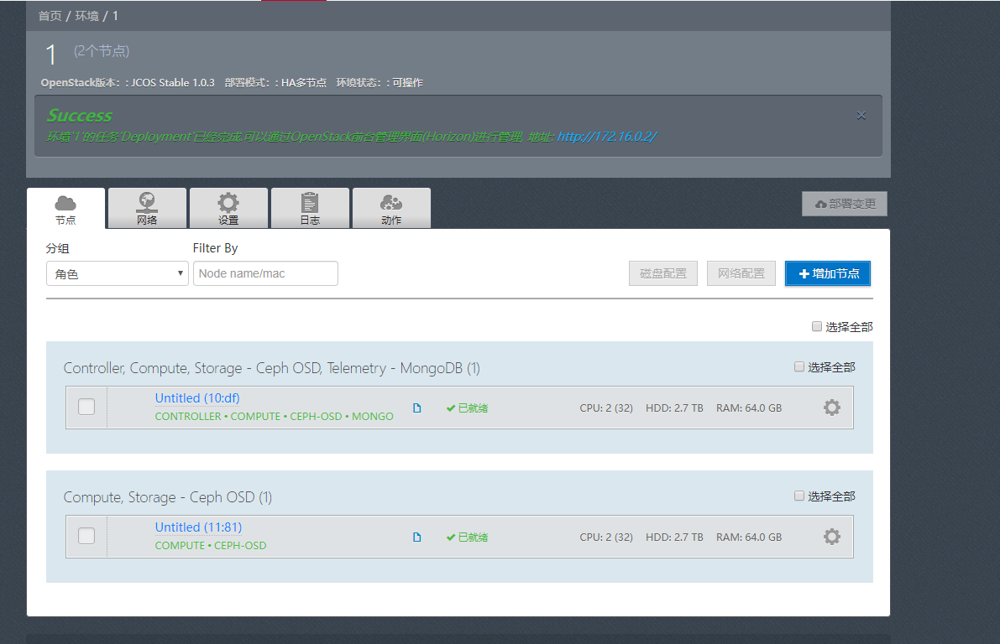 首页 / 环境 / 1
1 (2个节点)
OpenStack版本: : JCOS Stable 1.0.3 部署模式: : HA多节点 环境状态: : 可操作
Success
环境'1'的任务'Deployment'已经完成.可以通过OpenStack前台管理界面(Horizon)进行管理, 地址: http://172.16.0.2/
节点 网络 设置 日志 动作 部署变更
分组 Filter By
角色 Node name/mac 磁盘配置 网络配置 增加节点
选择全部
Controller, Compute, Storage - Ceph OSD, Telemetry - MongoDB (1) 选择全部
Untitled (10:df)
CONTROLLER • COMPUTE • CEPH-OSD • MONGO 已就绪 CPU: 2 (32) HDD: 2.7 TB RAM: 64.0 GB
Compute, Storage - Ceph OSD (1) 选择全部
Untitled (11:81)
COMPUTE • CEPH-OSD 已就绪 CPU: 2 (32) HDD: 2.7 TB RAM: 64.0 GB